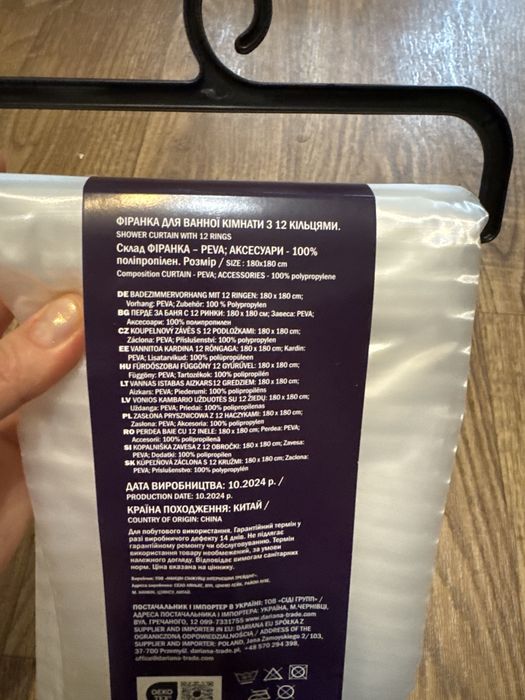 ФІРАНКА ДЛЯ ВАННОЇ КІМНАТИ З 12 КІЛЬЦЯМИ.
SHOWER CURTAIN WITH 12 RINGS
Склад ФІРАНКА – PEVA; АКСЕСУАРИ - 100%
поліпропілен. Розмір / SIZE : 180x180 cm
Composition CURTAIN - PEVA; ACCESSORIES - 100% polypropylene
DE BADEZIMMERVORHANG MIT 12 RINGEN: 180 x 180 cm;
Vorhang: PEVA; Zubehör: 100 % Polypropylen
BG ПЕРДЕ ЗА БАНЯ С 12 РИНКИ: 180 x 180 см; Завеса: PEVA;
Аксесоари: 100% полипропилен
CZ KOUPELNOVÝ ZÁVĚS S 12 PODLOŽKAMI: 180 x 180 cm;
Záclona: PEVA; Příslušenství: 100% polypropylen
EE VANNITOA KARDINA 12 RÕNGAGA: 180 x 180 cm; Kardin:
PEVA; Lisatarvikud: 100% polüpropüleen
HU FÜRDŐSZOBAI FÜGGÖNY 12 GYŰRŰVEL: 180 x 180 cm;
Függöny: PEVA; Tartozékok: 100% polipropilén
LT VANNAS ISTABAS AIZKARS12 GREDZIEM: 180 x 180 cm;
Aizkars: PEVA; Piederumi: 100% polipropilēns
LV VONIOS KAMBARIO UŽDUOTĖS SU 12 ŽIEDŲ: 180 x 180 cm;
Uždanga: PEVA; Priedai: 100% polipropilenas
PL ZASŁONA PRYSZNICOWA Z 12 HACZYKAMI: 180 x 180 cm;
Zasłona: PEVA; Akcesoria: 100% polipropylen
RO PERDEA BAIE CU 12 INELE: 180 x 180 cm; Perdea: PEVA;
Accesorii: 100% polipropilenă
SI KOPALNIŠKA ZAVESA Z 12 OBROČKI: 180 x 180 cm; Zavesa:
PEVA; Dodatki: 100% polipropilen
SK KÚPEĽŇOVÁ ZÁCLONA S 12 KRUŽMI: 180 x 180 cm; Záclona:
PEVA; Príslušenstvo: 100% polypropylén
ДАТА ВИРОБНИЦТВА: 10.2024 р. /
PRODUCTION DATE: 10.2024 р.
КРАЇНА ПОХОДЖЕННЯ: КИТАЙ /
COUNTRY OF ORIGIN: CHINA
Для побутового використання. Гарантійний термін у
разі виробничого дефекту 14 днів. Не підлягає
гарантійному ремонту чи обслуговуванню. Термін
використання товару необмежений, за умови
належного догляду. Відповідає вимогам санітарних
норм. Ціна вказана на ціннику.
Виробник: ТОВ
ПОСТАЧАЛЬНИК І ІМПОРТЕР В УКРАЇНІ: ТОВ «СІДІ ГРУПП» /
АДРЕСА ПОСТАЧАЛЬНИКА І ІМПОРТЕРА: УКРАЇНА, М.ЧЕРНІВЦІ,
ВУЛ. ГРЕЧАНОГО, 12 099-7331755 www.dariana-trade.com
SUPPLIER AND IMPORTER TO EU: DARIANA EU SPÓŁKA Z
OGRANICZONĄ ODPOWIEDZIALNOŚCIĄ / ADDRESS OF THE
SUPPLIER AND IMPORTER: POLAND, Jana Zamoyskiego 2/103,
37-700 Przemyśl. dariana-trade.pl, +48 570 294 398,
office@dariana-trade.com
OEKO
TEX